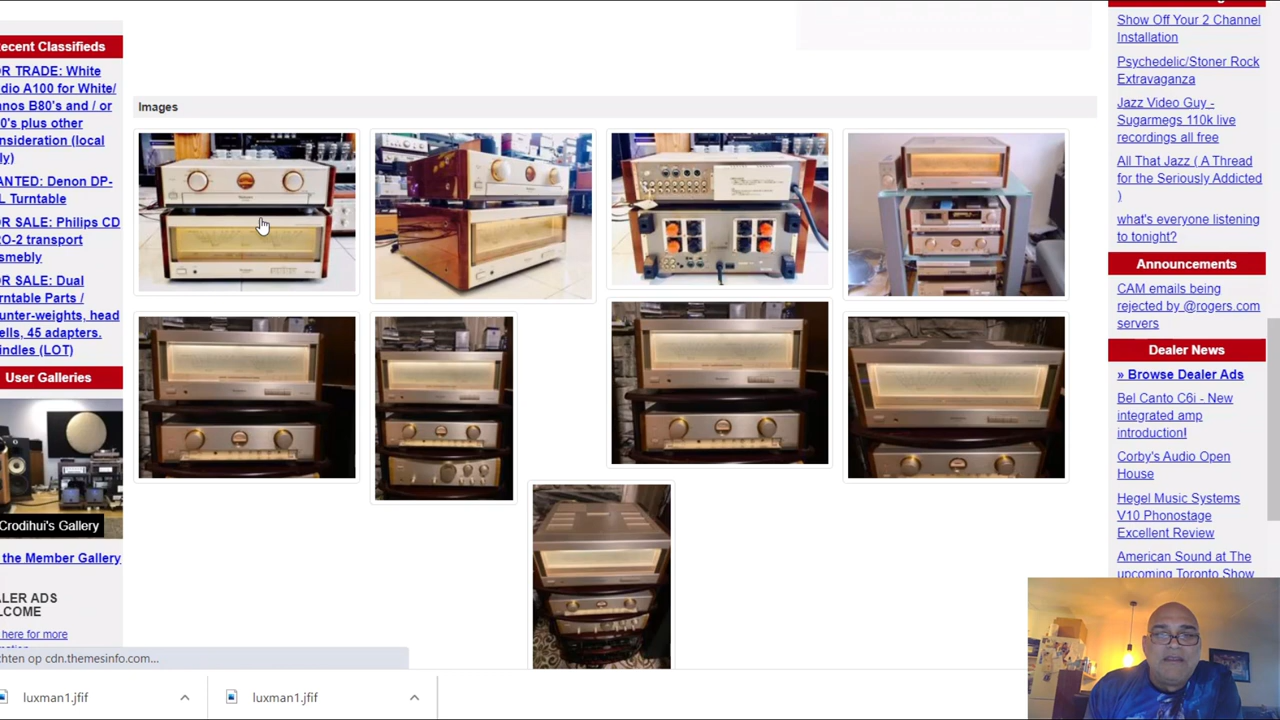 Recent Classifieds
OR TRADE: White
dio A100 for White/
nos B80's and / or
0's plus other
nsideration (local
ly)
ANTED: Denon DP-
L Turntable
OR SALE: Philips CD
RO-2 transport
ssmebly
OR SALE: Dual
rntable Parts /
unter-weights, head
ells, 45 adapters.
indles (LOT)
User Galleries
Crodihui's Gallery
the Member Gallery
LER ADS
LCOME
here for more
chten op cdn.themesinfo.com...
Images
Show Off Your 2 Channel
Installation
Psychedelic/Stoner Rock
Extravaganza
Jazz Video Guy -
Sugarmegs 110k live
recordings all free
All That Jazz ( A Thread
for the Seriously Addicted
)
what's everyone listening
to tonight?
Announcements
CAM emails being
rejected by @rogers.com
servers
Dealer News
» Browse Dealer Ads
Bel Canto C6i - New
integrated amp
introduction!
Corby's Audio Open
House
Hegel Music Systems
V10 Phonostage
Excellent Review
American Sound at The
upcoming Toronto Show
luxman1.jfif
luxman1.jfif